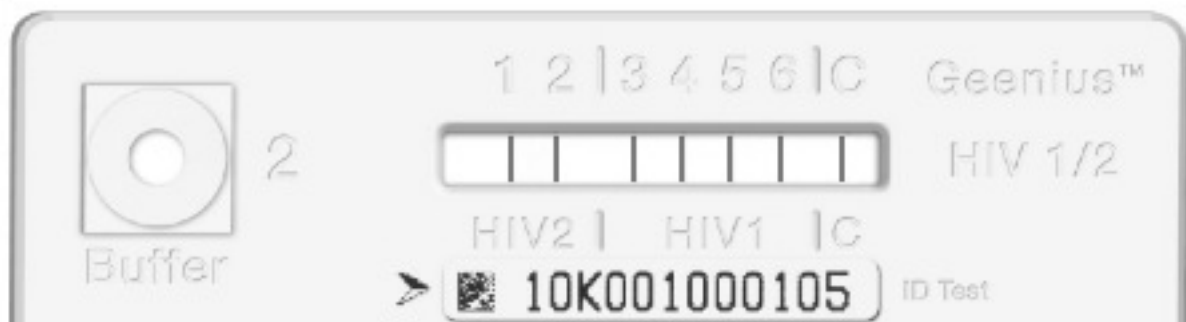 1 2 | 3 4 5 6 | C Geenius™
2 HIV 1/2
HIV2 | HIV1 | C
Buffer
10K001000105 ID Test